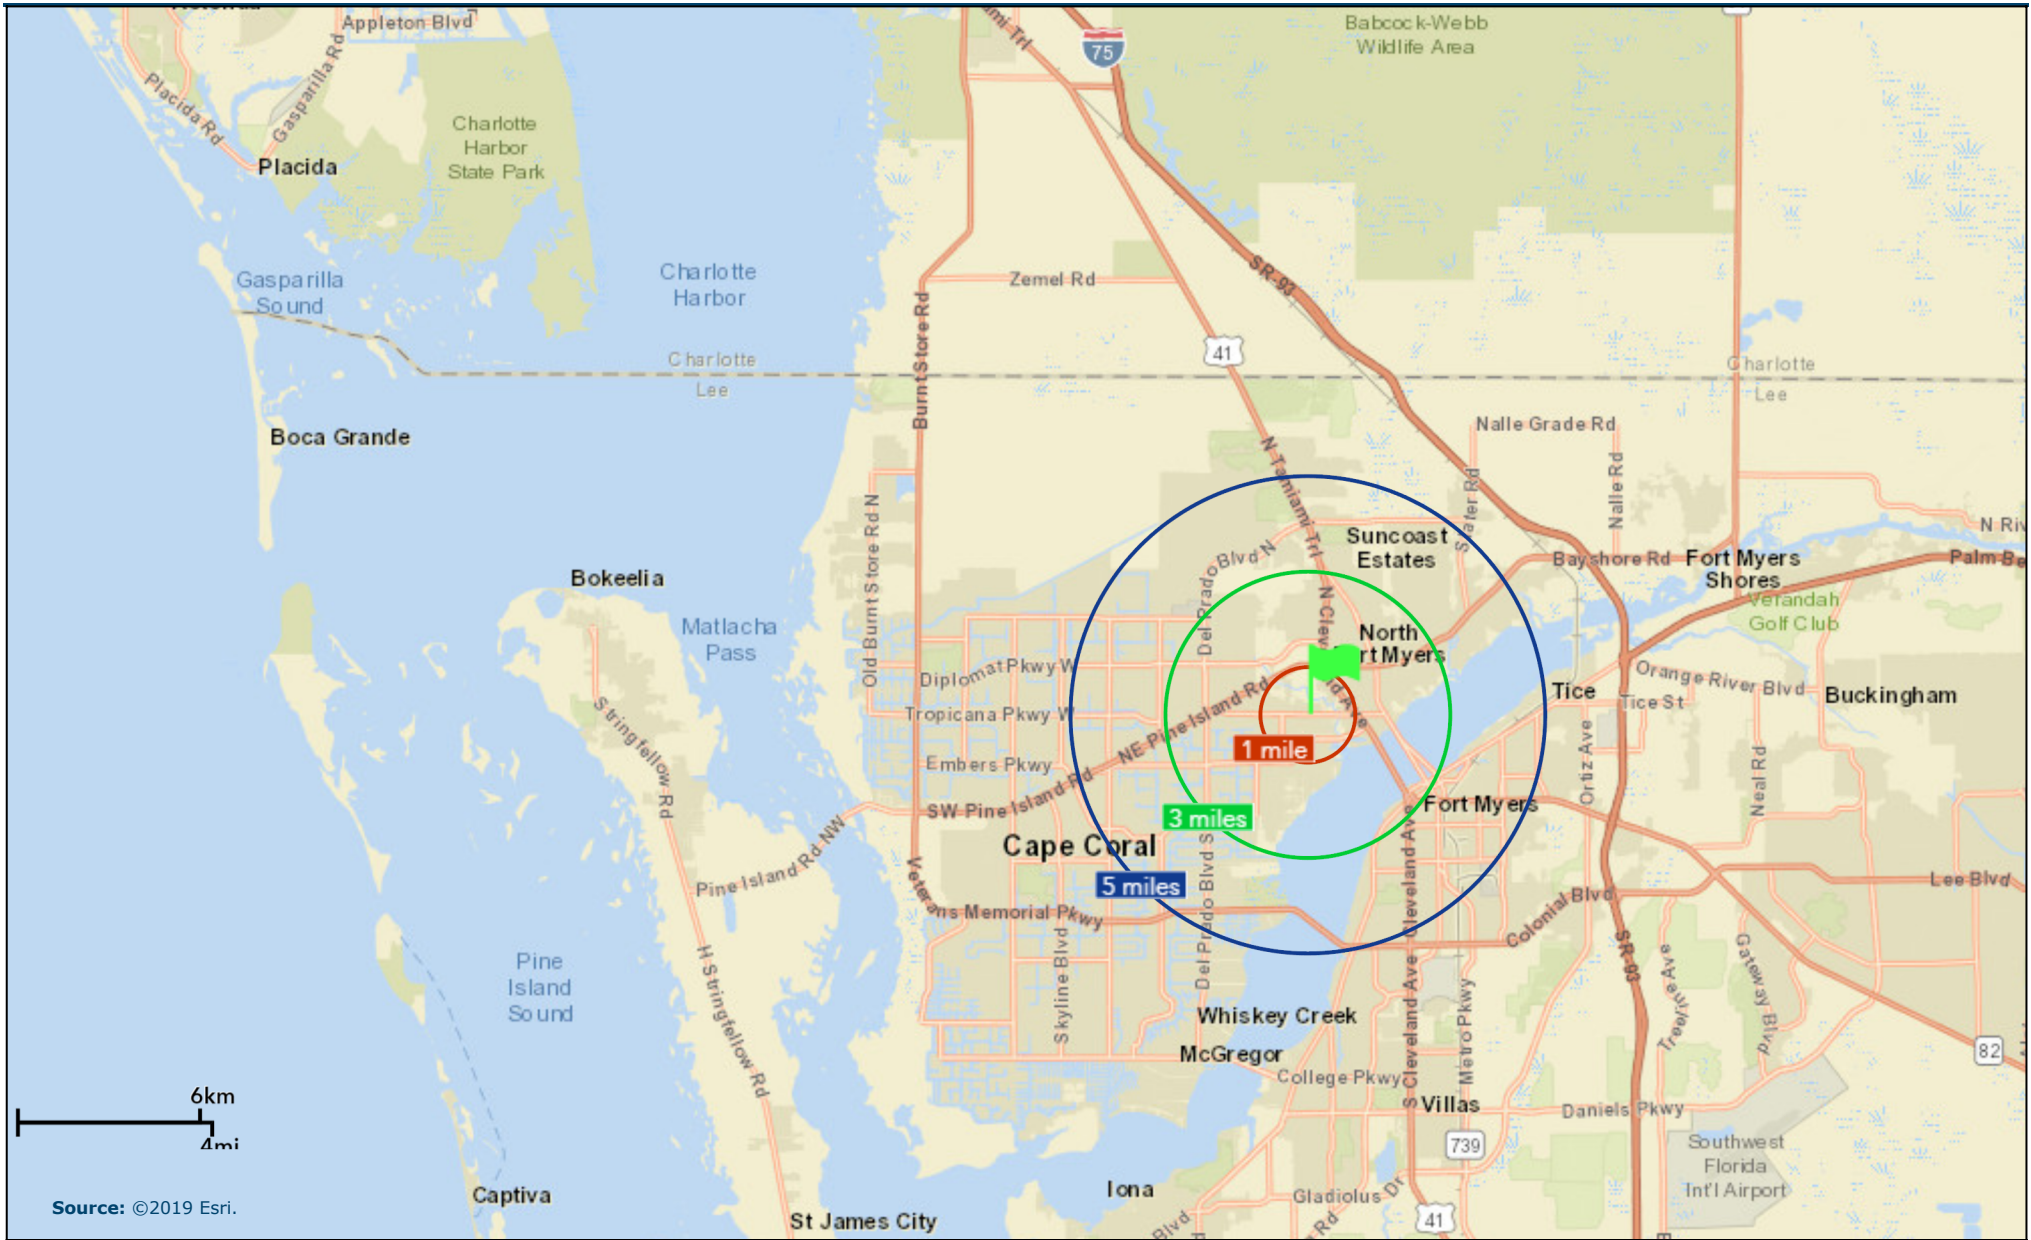 Appleton Blvd
Placida Rd
Gasparilla Rd
Placida
Charlotte
Harbor
State Park
75
Babcock-Webb
Wildlife Area
Gasparilla
Sound
Charlotte
Harbor
Zemel Rd
SR-93
41
Burnt Store Rd
Charlotte
Lee
Charlotte
Lee
Boca Grande
Nalle Grade Rd
N Tamiami Trl
Slater Rd
Nalle Rd
Old Burnt Store Rd N
Suncoast
Estates
Bayshore Rd
Fort Myers
Shores
N Riv
Palm Be
Verandah
Golf Club
Bokeelia
Matlacha
Pass
Del Prado Blvd N
N Clev
North
rt Myers
Diplomat Pkwy W
Tropicana Pkwy W
NE Pine Island Rd
1 mile
Tice
Tice St
Orange River Blvd
Buckingham
Stringfellow Rd
Embers Pkwy
SW Pine Island Rd
3 miles
Fort Myers
Ortiz Ave
Neal Rd
Cape Coral
5 miles
Pine Island Rd NW
Veterans Memorial Pkwy
Del Prado Blvd S
Cleveland Ave
Colonial Blvd
Lee Blvd
SR-93
Treeline Ave
Gateway Blvd
Pine
Island
Sound
H Stringfellow Rd
Skyline Blvd
Whiskey Creek
McGregor
College Pkwy
S Cleveland Ave
Metro Pkwy
82
Villas
Daniels Pkwy
739
Southwest
Florida
Int'l Airport
6km
4mi
Source: ©2019 Esri.
Captiva
St James City
Iona
Blvd
Gladiolus Dr
Rd
41